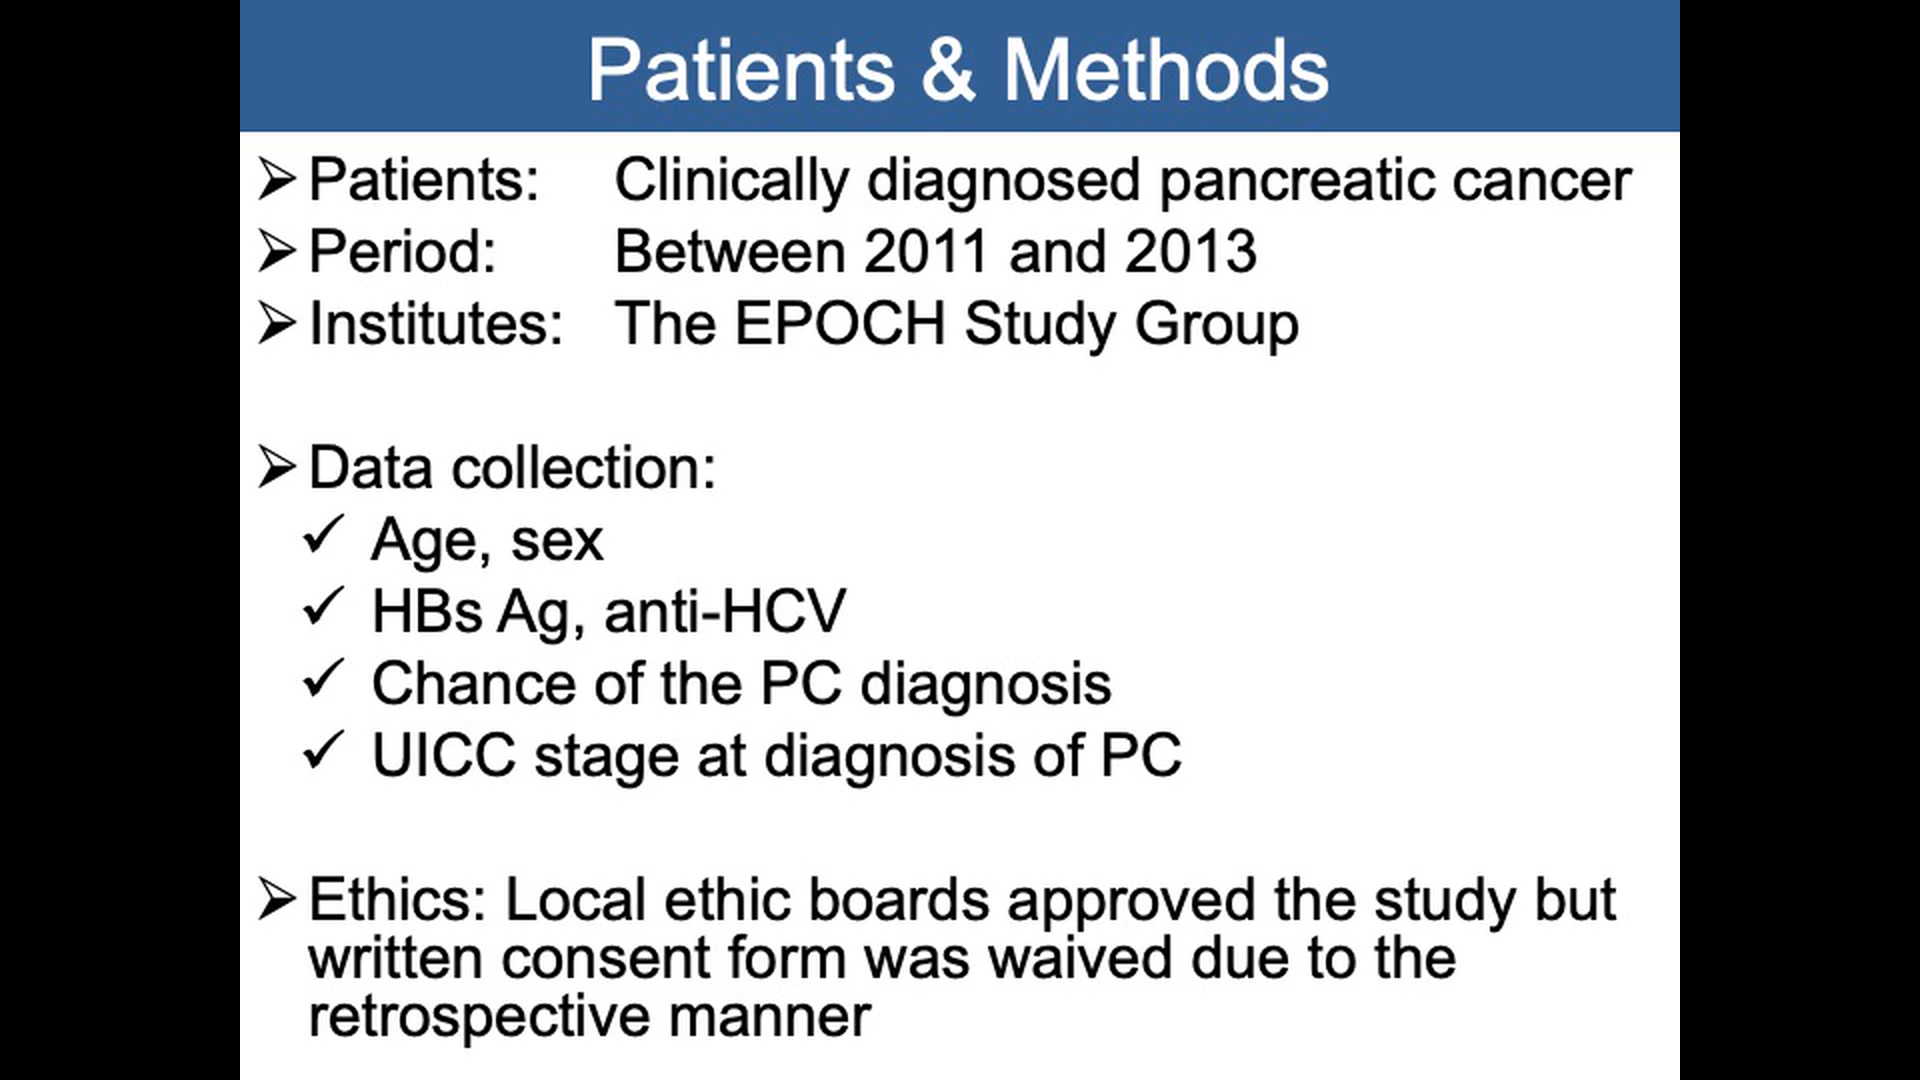 Patients & Methods
➢ Patients: Clinically diagnosed pancreatic cancer
➢ Period: Between 2011 and 2013
➢ Institutes: The EPOCH Study Group
➢ Data collection:
✓ Age, sex
✓ HBs Ag, anti-HCV
✓ Chance of the PC diagnosis
✓ UICC stage at diagnosis of PC
➢ Ethics: Local ethic boards approved the study but
written consent form was waived due to the
retrospective manner